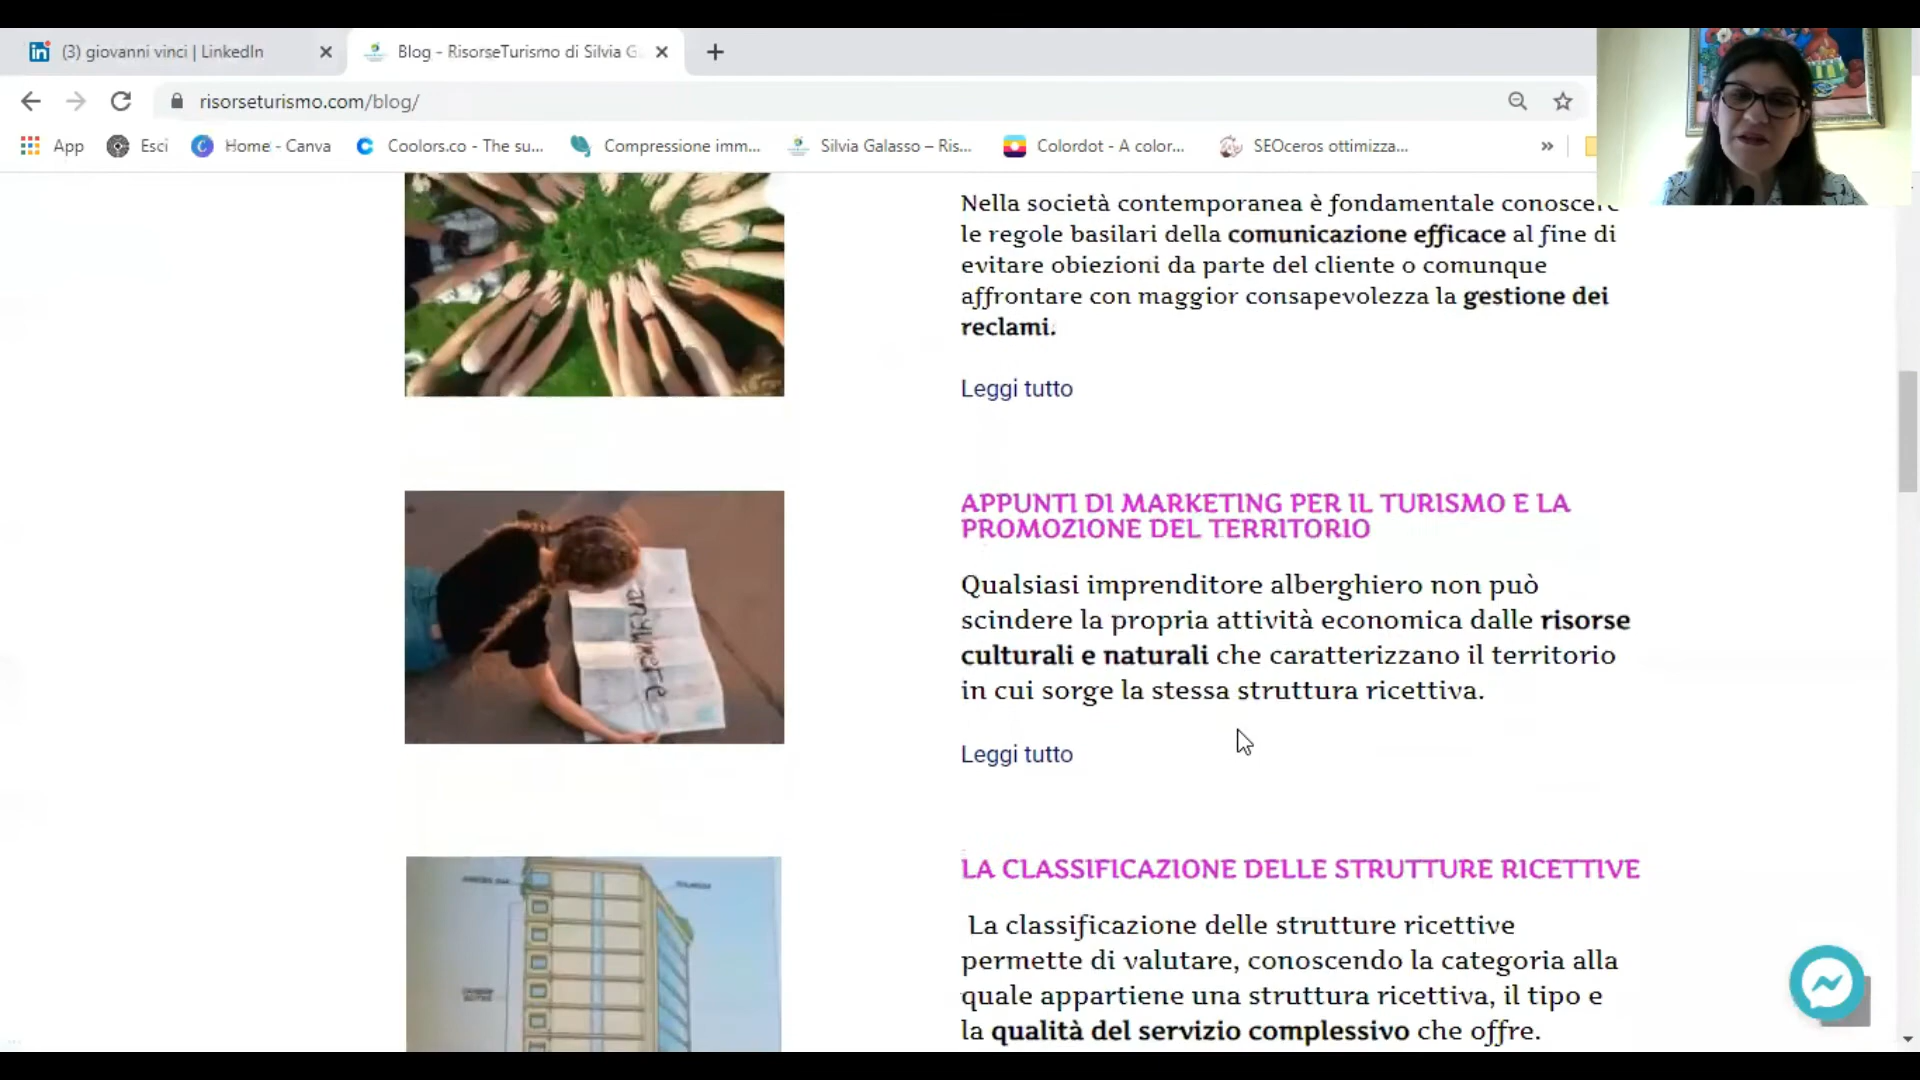 (3) giovanni vinci | LinkedIn
Blog - RisorseTurismo di Silvia G
risorseturismo.com/blog/
App
Esci
Home - Canva
Coolors.co - The su...
Compressione imm...
Silvia Galasso – Ris...
Colordot - A color...
SEOceros ottimizza...
»
Nella società contemporanea è fondamentale conoscere
le regole basilari della comunicazione efficace al fine di
evitare obiezioni da parte del cliente o comunque
affrontare con maggior consapevolezza la gestione dei
reclami.
Leggi tutto
APPUNTI DI MARKETING PER IL TURISMO E LA
PROMOZIONE DEL TERRITORIO
Qualsiasi imprenditore alberghiero non può
scindere la propria attività economica dalle risorse
culturali e naturali che caratterizzano il territorio
in cui sorge la stessa struttura ricettiva.
Leggi tutto
anywhere
LA CLASSIFICAZIONE DELLE STRUTTURE RICETTIVE
La classificazione delle strutture ricettive
permette di valutare, conoscendo la categoria alla
quale appartiene una struttura ricettiva, il tipo e
la qualità del servizio complessivo che offre.